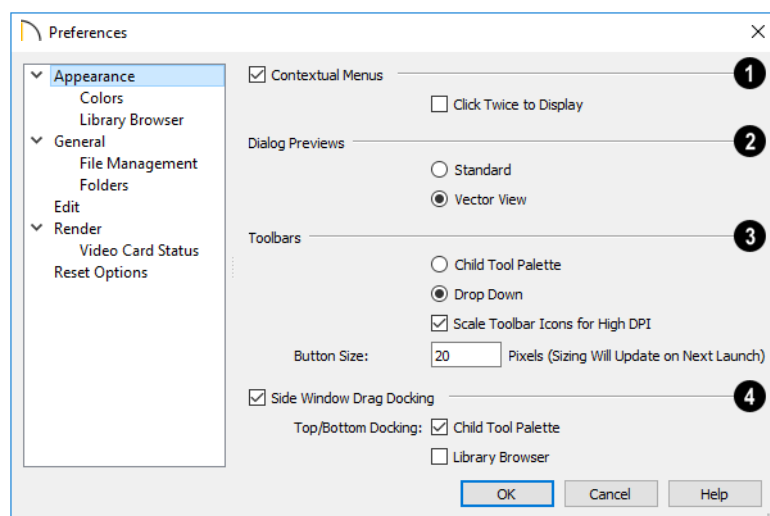 Preferences
Appearance
Colors
Library Browser
General
File Management
Folders
Edit
Render
Video Card Status
Reset Options
Contextual Menus 1
Click Twice to Display
Dialog Previews 2
Standard
Vector View
Toolbars 3
Child Tool Palette
Drop Down
Scale Toolbar Icons for High DPI
Button Size: 20 Pixels (Sizing Will Update on Next Launch)
Side Window Drag Docking 4
Top/Bottom Docking: Child Tool Palette
Library Browser
OK Cancel Help